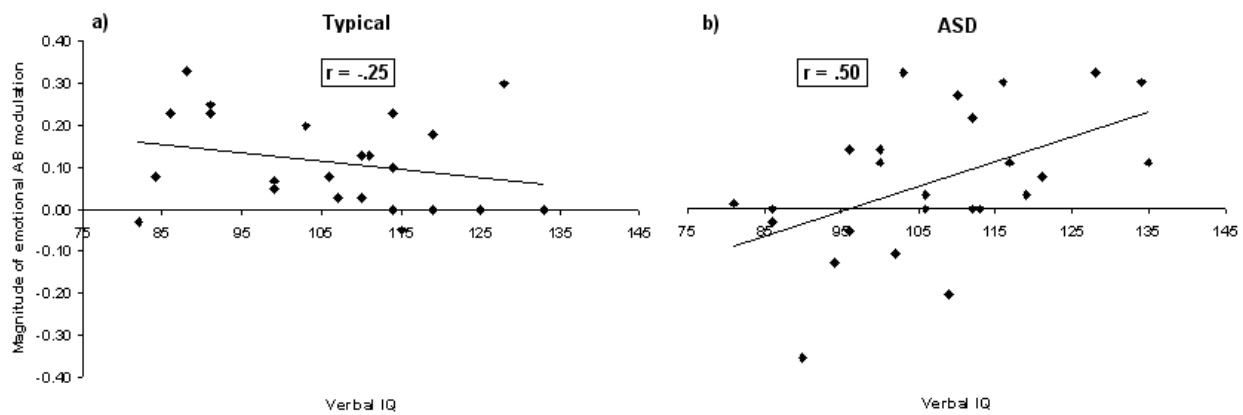 a) Typical
r = -.25
Magnitude of emotional AB modulation
0.40
0.30
0.20
0.10
0.00
-0.10
-0.20
-0.30
-0.40
75 85 95 105 115 125 135 145
Verbal IQ
b) ASD
r = .50
75 85 95 105 115 125 135 145
Verbal IQ